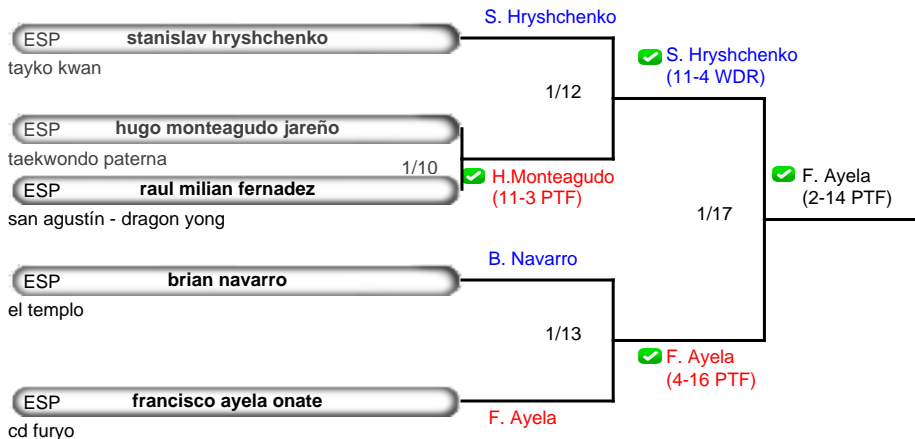 S. Hryshchenko
ESP stanislav hryshchenko
tayko kwan
S. Hryshchenko
(11-4 WDR)
1/12
ESP hugo monteagudo jareño
taekwondo paterna
1/10
H.Monteagudo
(11-3 PTF)
ESP raul milian fernadez
san agustín - dragon yong
F. Ayela
(2-14 PTF)
1/17
B. Navarro
ESP brian navarro
el templo
1/13
F. Ayela
(4-16 PTF)
ESP francisco ayela onate
F. Ayela
cd furyo